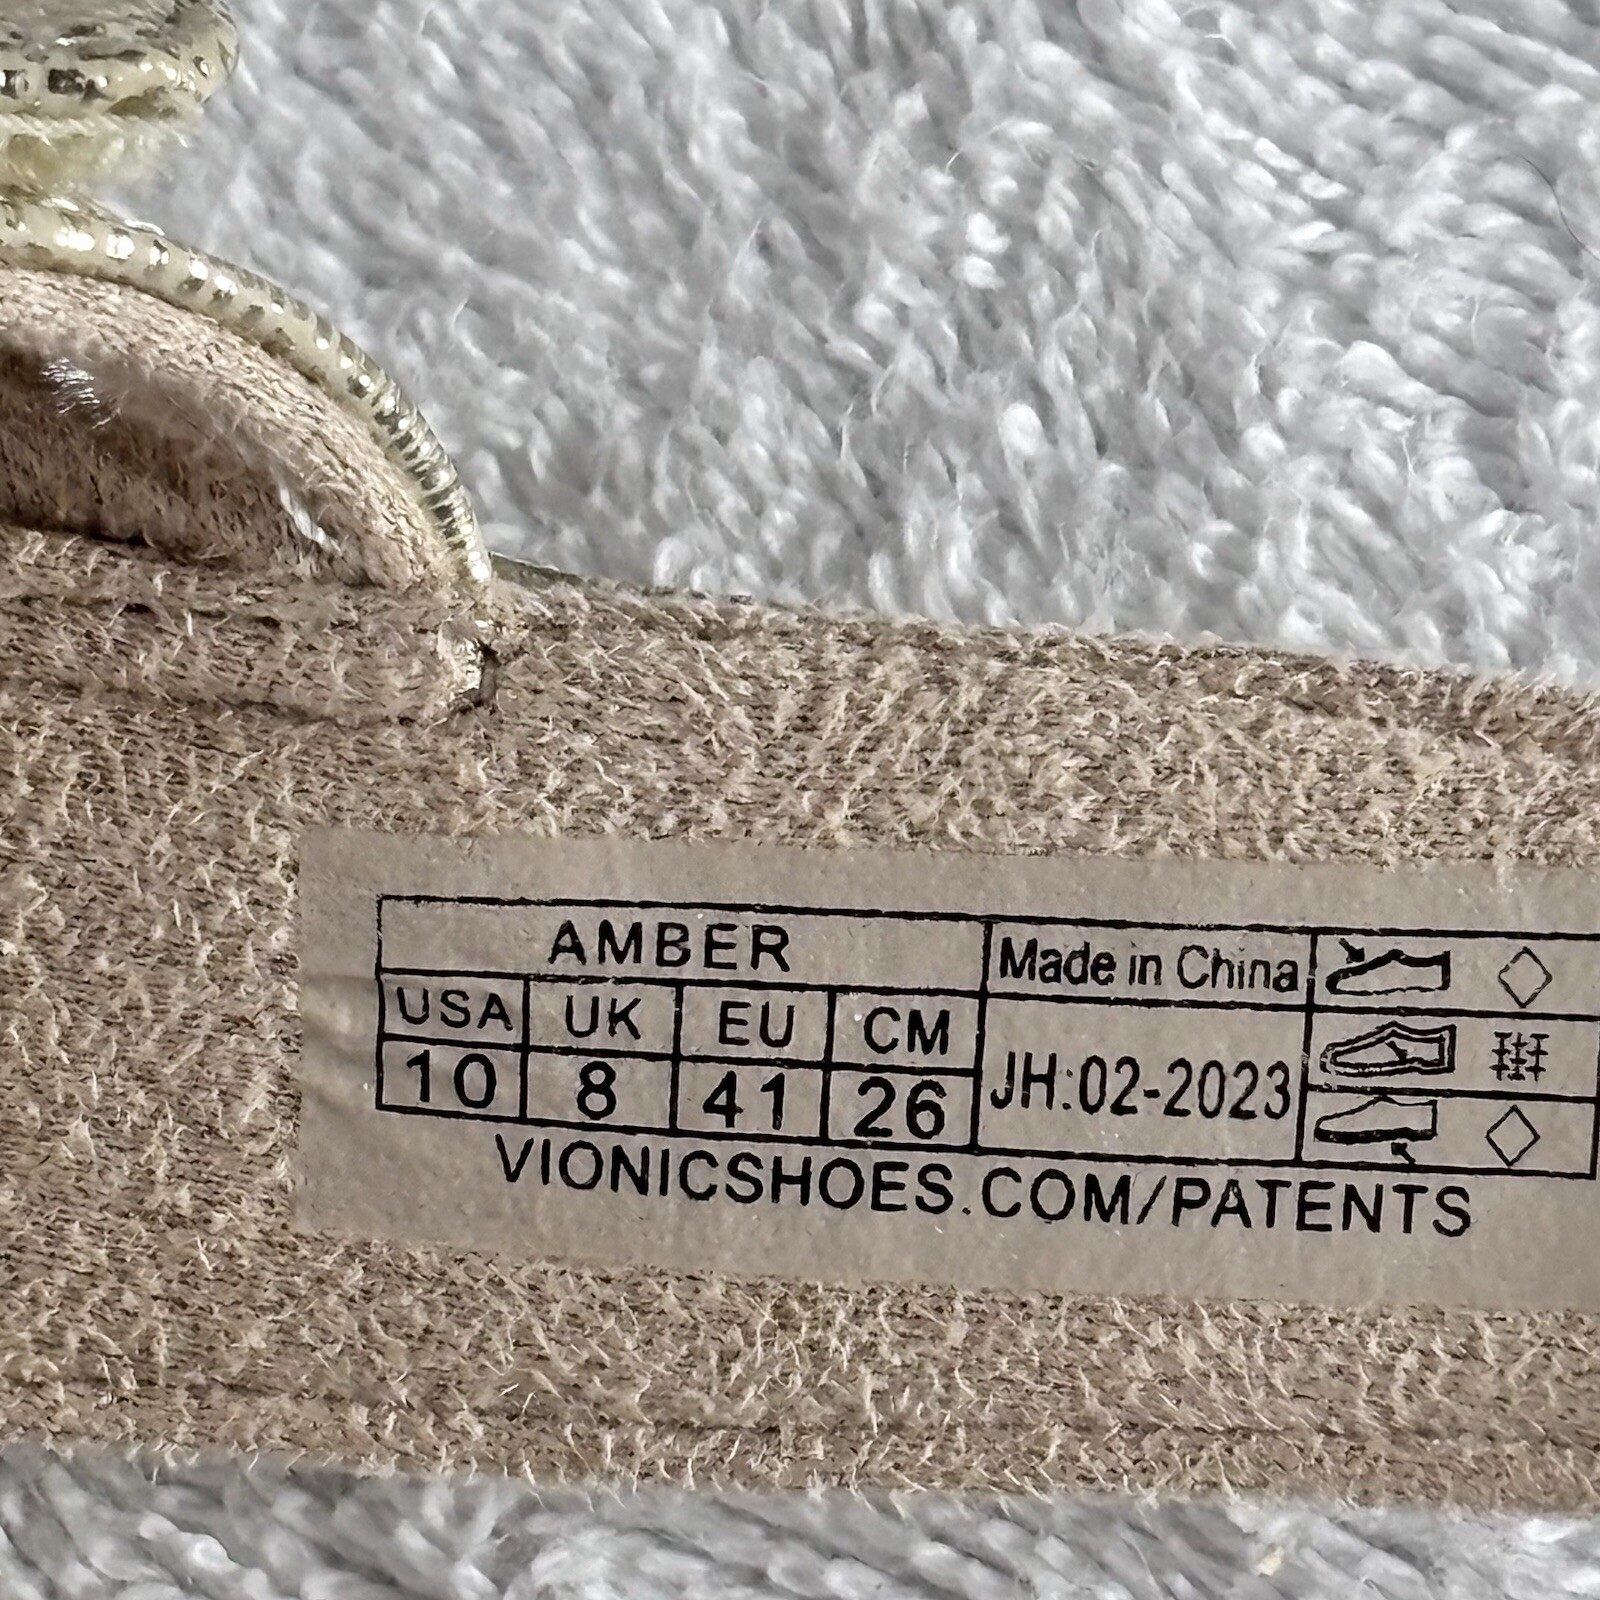 AMBER Made in China
USA UK EU CM
10 8 41 26 JH:02-2023
VIONICSHOES.COM/PATENTS